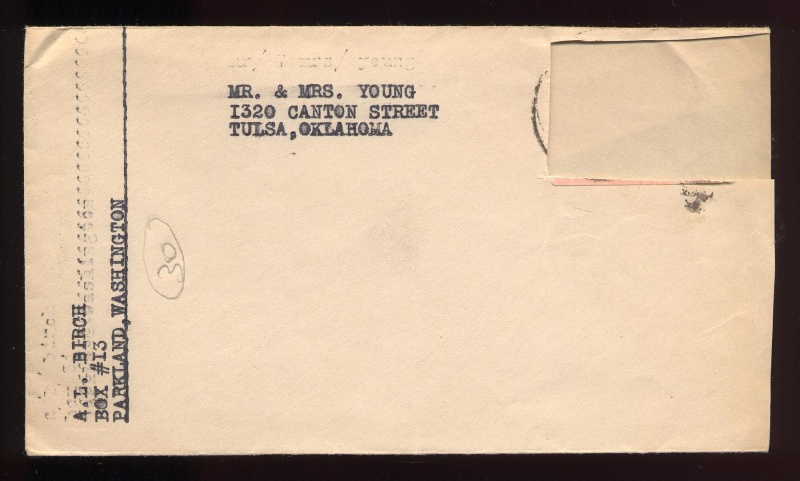 MR. & MRS. YOUNG
1320 CANTON STREET
TULSA,OKLAHOMA
A.L. BIRCH
BOX #13
PARKLAND,WASHINGTON
30